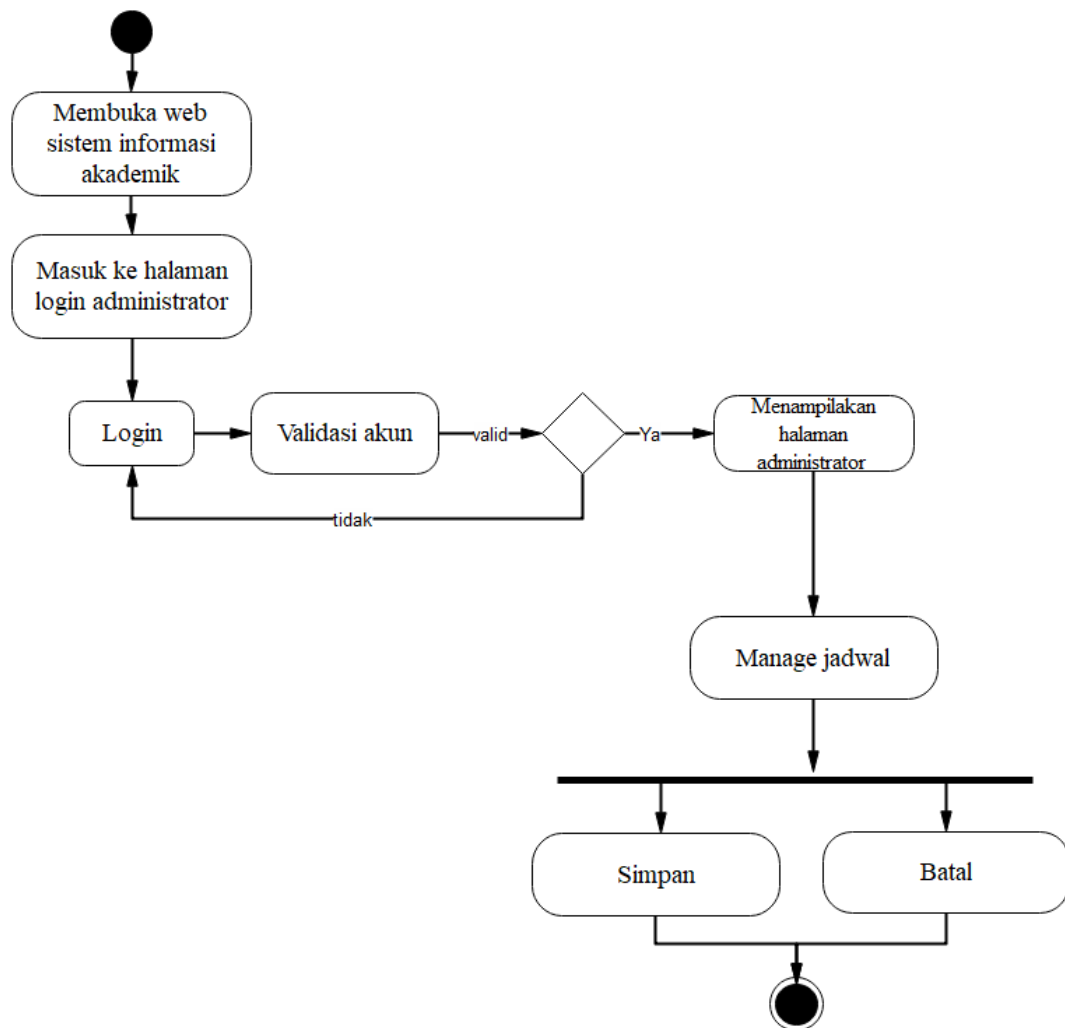 Membuka web
sistem informasi
akademik
Masuk ke halaman
login administrator
Login
Validasi akun
valid
Ya
Menampilakan
halaman
administrator
tidak
Manage jadwal
Simpan
Batal